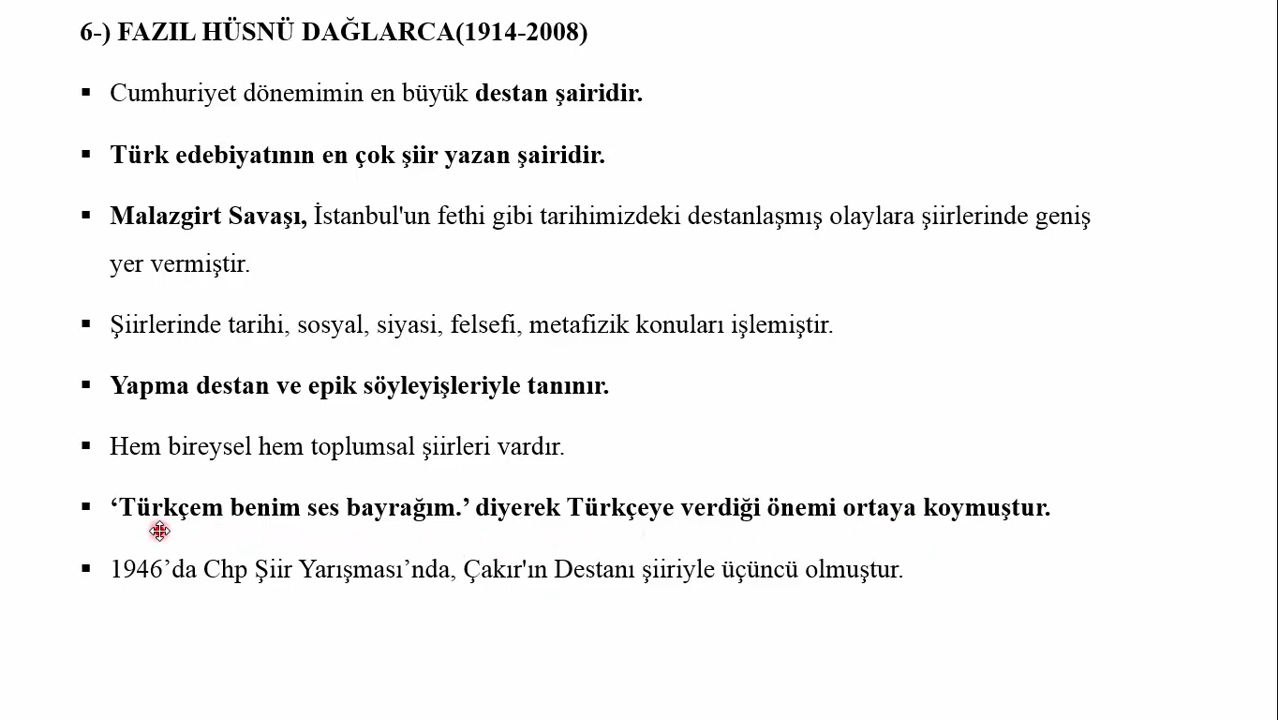 6-) FAZIL HÜSNÜ DAĞLARCA(1914-2008)
▪ Cumhuriyet dönemimin en büyük destan şairidir.
▪ Türk edebiyatının en çok şiir yazan şairidir.
▪ Malazgirt Savaşı, İstanbul'un fethi gibi tarihimizdeki destanlaşmış olaylara şiirlerinde geniş
yer vermiştir.
▪ Şiirlerinde tarihi, sosyal, siyasi, felsefi, metafizik konuları işlemiştir.
▪ Yapma destan ve epik söyleyişleriyle tanınır.
▪ Hem bireysel hem toplumsal şiirleri vardır.
▪ ‘Türkçem benim ses bayrağım.’ diyerek Türkçeye verdiği önemi ortaya koymuştur.
▪ 1946’da Chp Şiir Yarışması’nda, Çakır'ın Destanı şiiriyle üçüncü olmuştur.